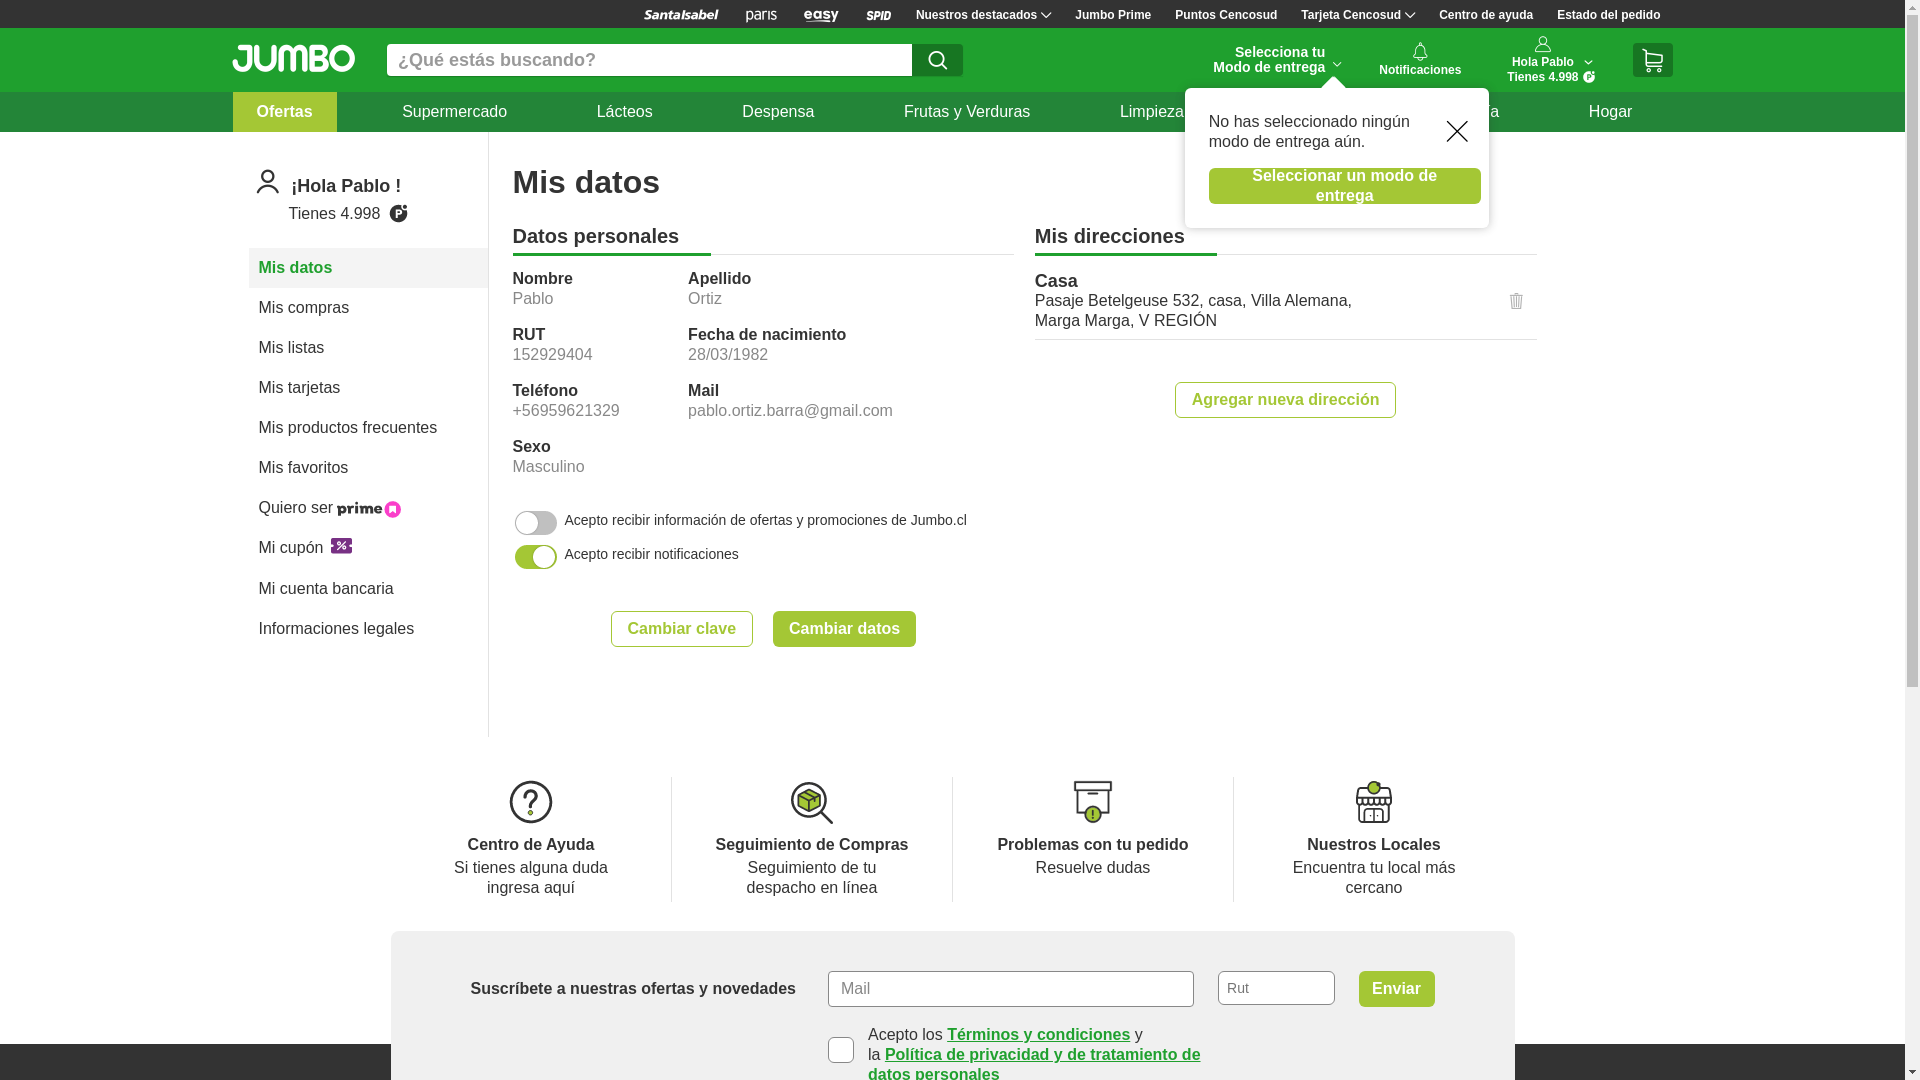 SantaIsabel
paris
easy
SPID
Nuestros destacados
Jumbo Prime
Puntos Cencosud
Tarjeta Cencosud
Centro de ayuda
Estado del pedido
JUMBO
¿Qué estás buscando?
Selecciona tu
Modo de entrega
Notificaciones
Hola Pablo
Tienes 4.998 P
Ofertas
Supermercado
Lácteos
Despensa
Frutas y Verduras
Limpieza
Hogar
No has seleccionado ningún
modo de entrega aún.
Seleccionar un modo de
entrega
¡Hola Pablo !
Tienes 4.998 P
Mis datos
Mis compras
Mis listas
Mis tarjetas
Mis productos frecuentes
Mis favoritos
Quiero ser prime
Mi cupón %
Mi cuenta bancaria
Informaciones legales
Mis datos
Datos personales
Nombre
Pablo
Apellido
Ortiz
RUT
152929404
Fecha de nacimiento
28/03/1982
Teléfono
+56959621329
Mail
pablo.ortiz.barra@gmail.com
Sexo
Masculino
Acepto recibir información de ofertas y promociones de Jumbo.cl
Acepto recibir notificaciones
Cambiar clave
Cambiar datos
Mis direcciones
Casa
Pasaje Betelgeuse 532, casa, Villa Alemana,
Marga Marga, V REGIÓN
Agregar nueva dirección
Centro de Ayuda
Si tienes alguna duda
ingresa aquí
Seguimiento de Compras
Seguimiento de tu
despacho en línea
Problemas con tu pedido
Resuelve dudas
Nuestros Locales
Encuentra tu local más
cercano
Suscríbete a nuestras ofertas y novedades
Mail
Rut
Enviar
Acepto los Términos y condiciones y
la Política de privacidad y de tratamiento de
datos personales